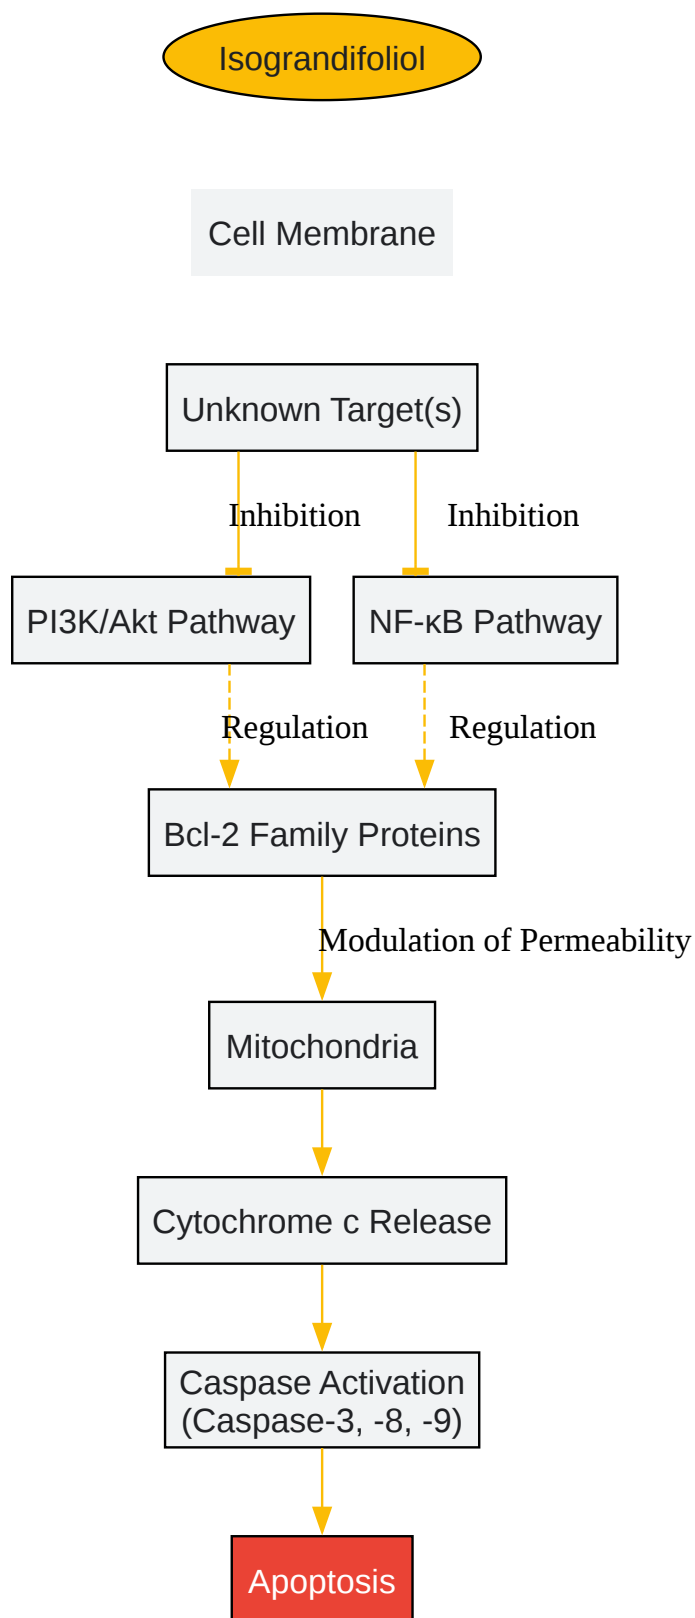 Isograndifoliol
Cell Membrane
Unknown Target(s)
Inhibition
Inhibition
PI3K/Akt Pathway
NF-κB Pathway
Regulation
Regulation
Bcl-2 Family Proteins
Modulation of Permeability
Mitochondria
Cytochrome c Release
Caspase Activation
(Caspase-3, -8, -9)
Apoptosis